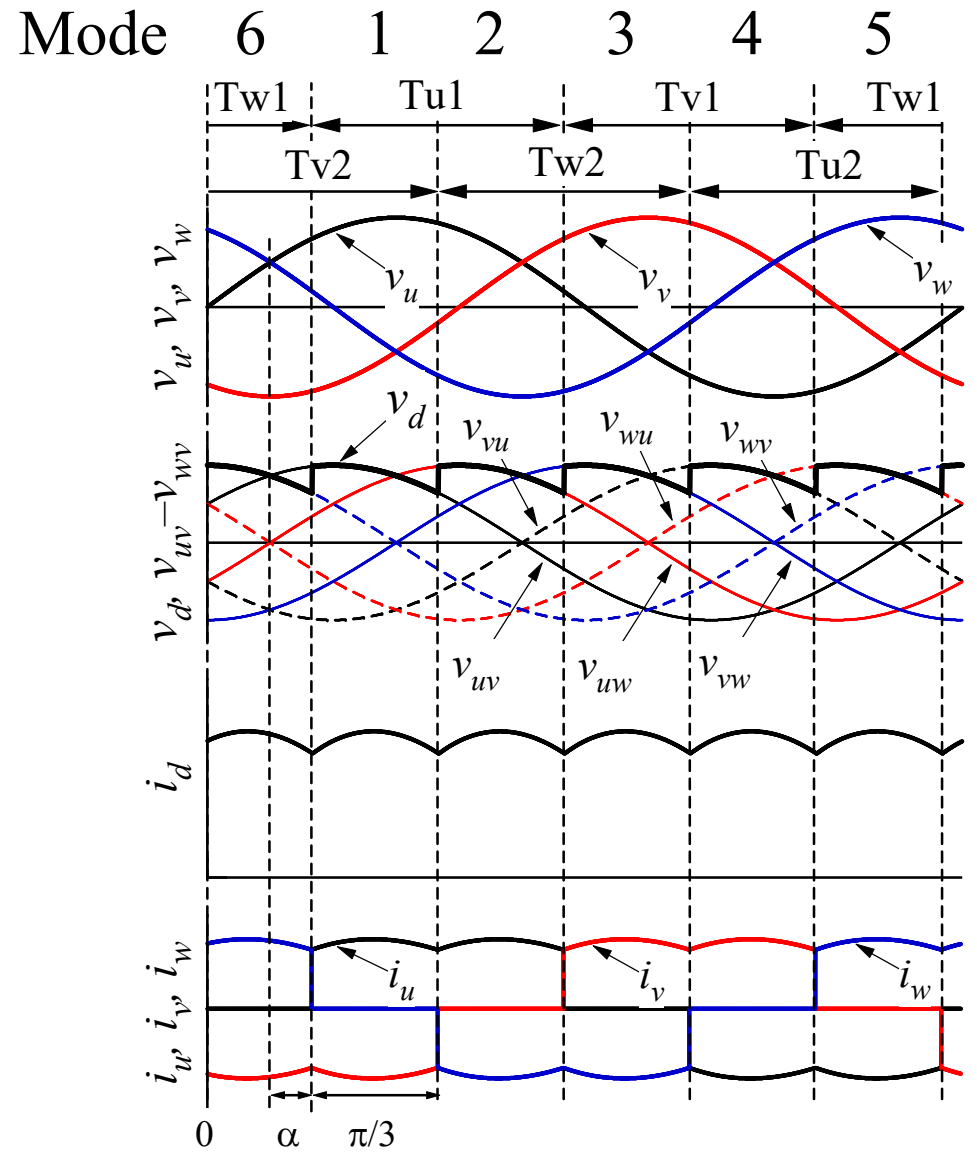 Mode 6 1 2 3 4 5
Tw1 Tu1 Tv1 Tw1
Tv2 Tw2 Tu2
v_u, v_v, v_w
v_u v_v v_w
v_d, v_uv – v_wv
v_d v_vu v_wu v_wv
v_uv v_uw v_vw
i_d
i_u, i_v, i_w
i_u i_v i_w
0 α π/3